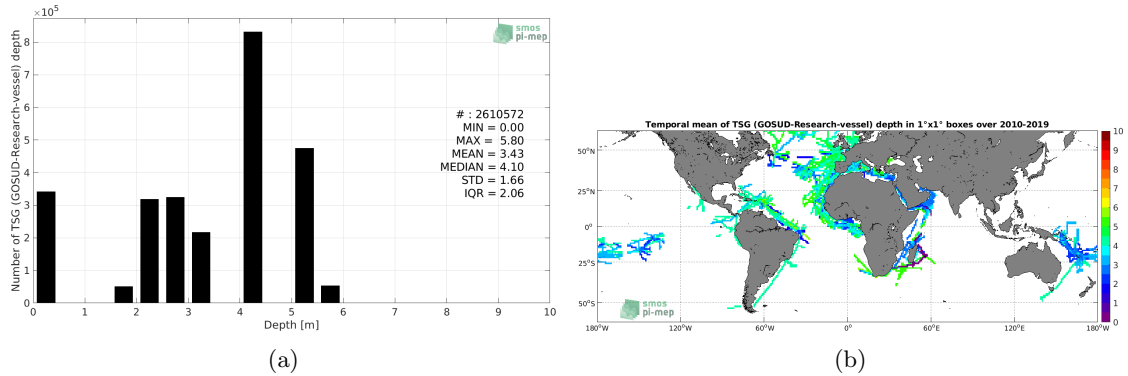 ×10⁵
8
7
6
5
4
3
2
1
0
Number of TSG (GOSUD-Research-vessel) depth
smos
pi-mep
# : 2610572
MIN = 0.00
MAX = 5.80
MEAN = 3.43
MEDIAN = 4.10
STD = 1.66
IQR = 2.06
0 1 2 3 4 5 6 7 8 9 10
Depth [m]
(a)
Temporal mean of TSG (GOSUD-Research-vessel) depth in 1°x1° boxes over 2010-2019
50°N
25°N
0°
25°S
50°S
smos
pi-mep
180°W 120°W 60°W 0° 60°E 120°E 180°W
10
9
8
7
6
5
4
3
2
1
0
(b)